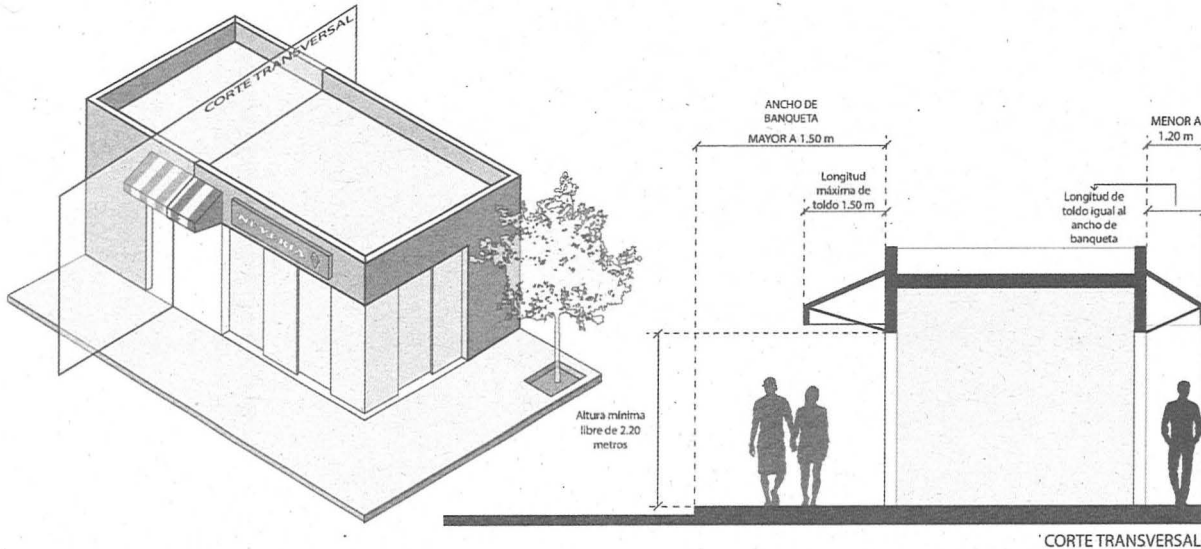 CORTE TRANSVERSAL
NEVERIA
ANCHO DE
BANQUETA
MAYOR A 1.50 m
Longitud
máxima de
toldo 1.50 m
MENOR A
1.20 m
Longitud de
toldo igual al
ancho de
banqueta
Altura mínima
libre de 2.20
metros
CORTE TRANSVERSAL